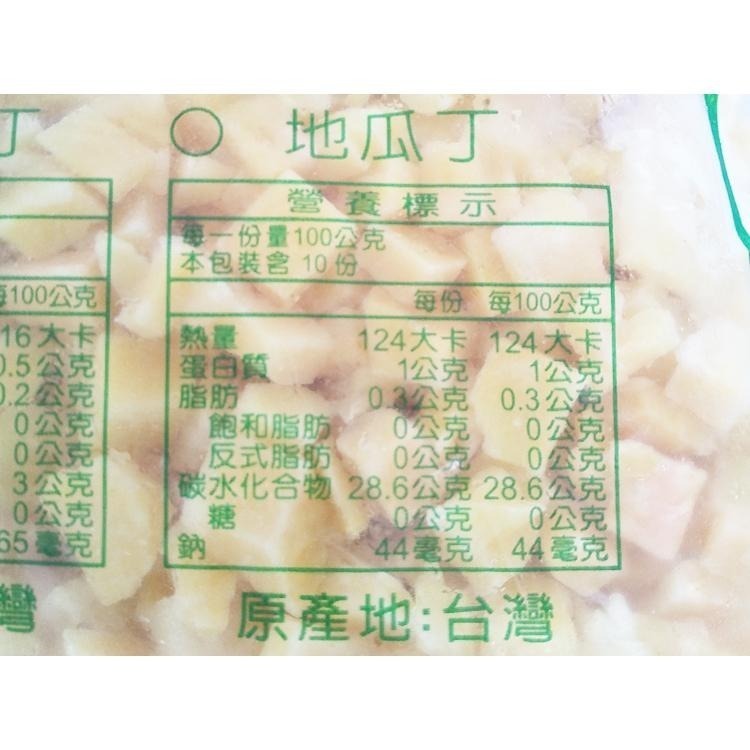 丁
○ 地瓜丁
營養標示
每一份量100公克
本包裝含 10份
每100公克
每份 每100公克
16大卡
熱量 124大卡 124大卡
0.5公克
蛋白質 1公克 1公克
0.2公克
脂肪 0.3公克 0.3公克
0公克
飽和脂肪 0公克 0公克
0公克
反式脂肪 0公克 0公克
3公克
碳水化合物 28.6公克 28.6公克
0公克
糖 0公克 0公克
65毫克
鈉 44毫克 44毫克
灣
原產地:台灣